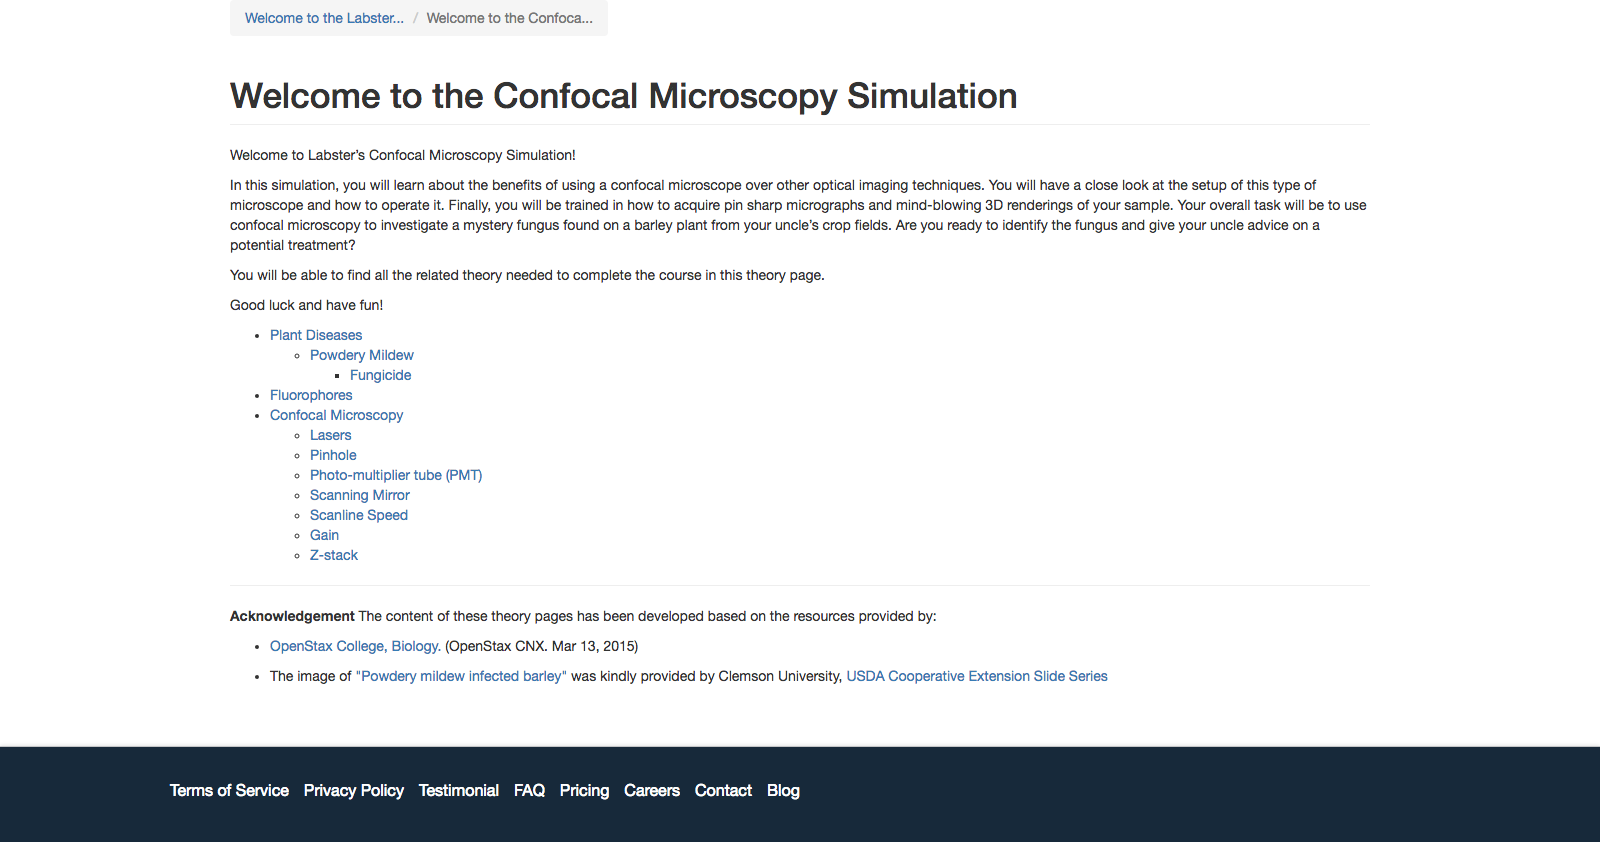 Welcome to the Labster... / Welcome to the Confoca...
Welcome to the Confocal Microscopy Simulation
Welcome to Labster’s Confocal Microscopy Simulation!
In this simulation, you will learn about the benefits of using a confocal microscope over other optical imaging techniques. You will have a close look at the setup of this type of
microscope and how to operate it. Finally, you will be trained in how to acquire pin sharp micrographs and mind-blowing 3D renderings of your sample. Your overall task will be to use
confocal microscopy to investigate a mystery fungus found on a barley plant from your uncle’s crop fields. Are you ready to identify the fungus and give your uncle advice on a
potential treatment?
You will be able to find all the related theory needed to complete the course in this theory page.
Good luck and have fun!
Plant Diseases
Powdery Mildew
Fungicide
Fluorophores
Confocal Microscopy
Lasers
Pinhole
Photo-multiplier tube (PMT)
Scanning Mirror
Scanline Speed
Gain
Z-stack
Acknowledgement The content of these theory pages has been developed based on the resources provided by:
OpenStax College, Biology. (OpenStax CNX. Mar 13, 2015)
The image of "Powdery mildew infected barley" was kindly provided by Clemson University, USDA Cooperative Extension Slide Series
Terms of Service Privacy Policy Testimonial FAQ Pricing Careers Contact Blog